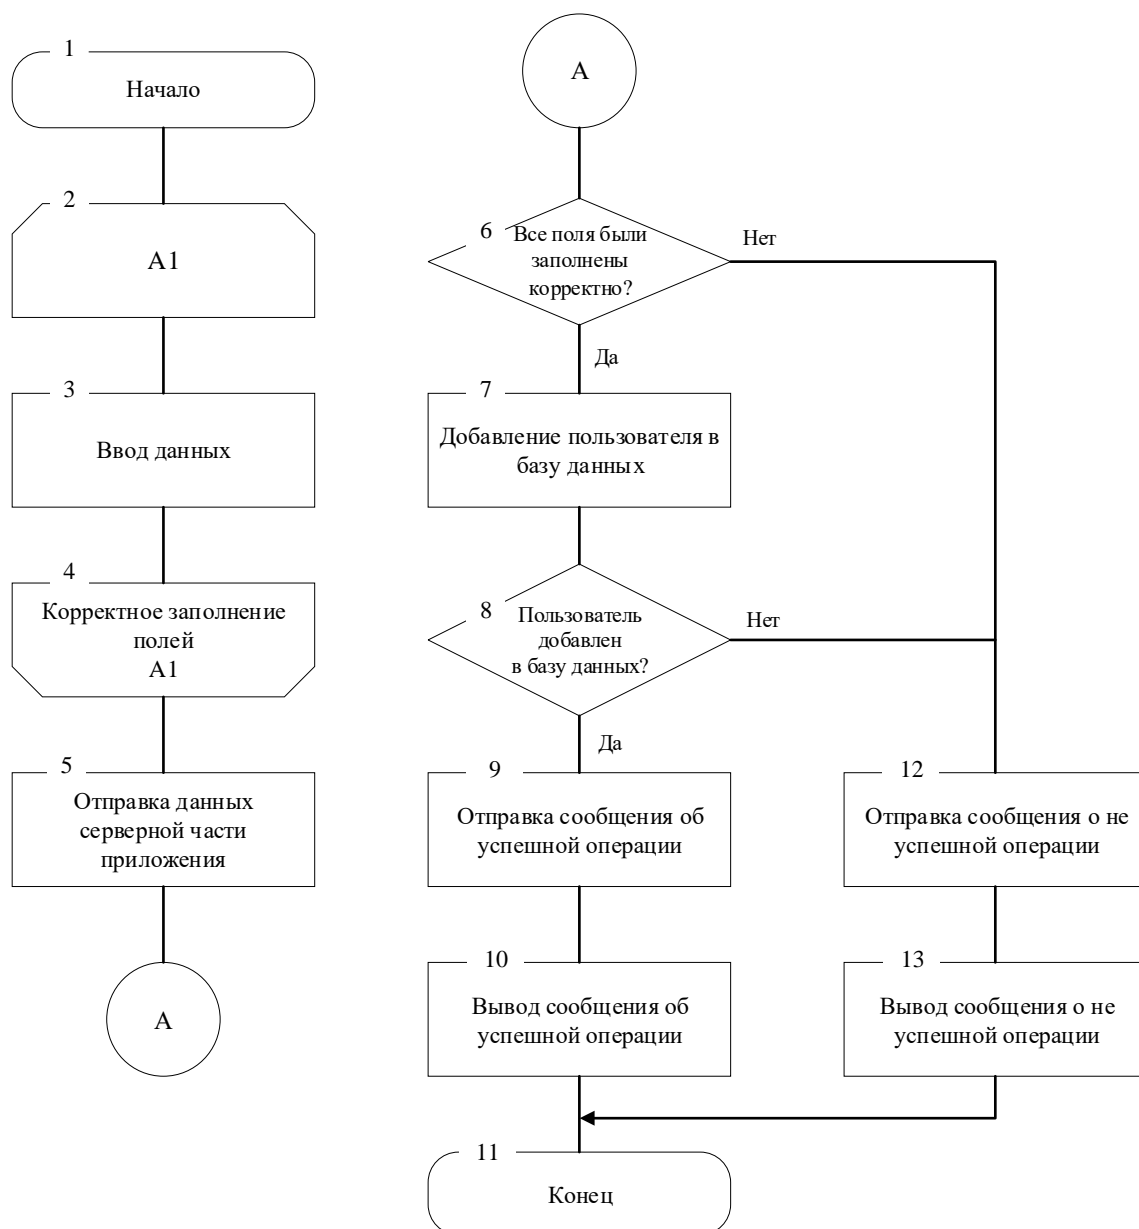 1
Начало
2
А1
3
Ввод данных
4
Корректное заполнение
полей
А1
5
Отправка данных
серверной части
приложения
А
А
6
Все поля были
заполнены
корректно?
Нет
Да
7
Добавление пользователя в
базу данных
8
Пользователь
добавлен
в базу данных?
Нет
Да
9
Отправка сообщения об
успешной операции
10
Вывод сообщения об
успешной операции
11
Конец
12
Отправка сообщения о не
успешной операции
13
Вывод сообщения о не
успешной операции